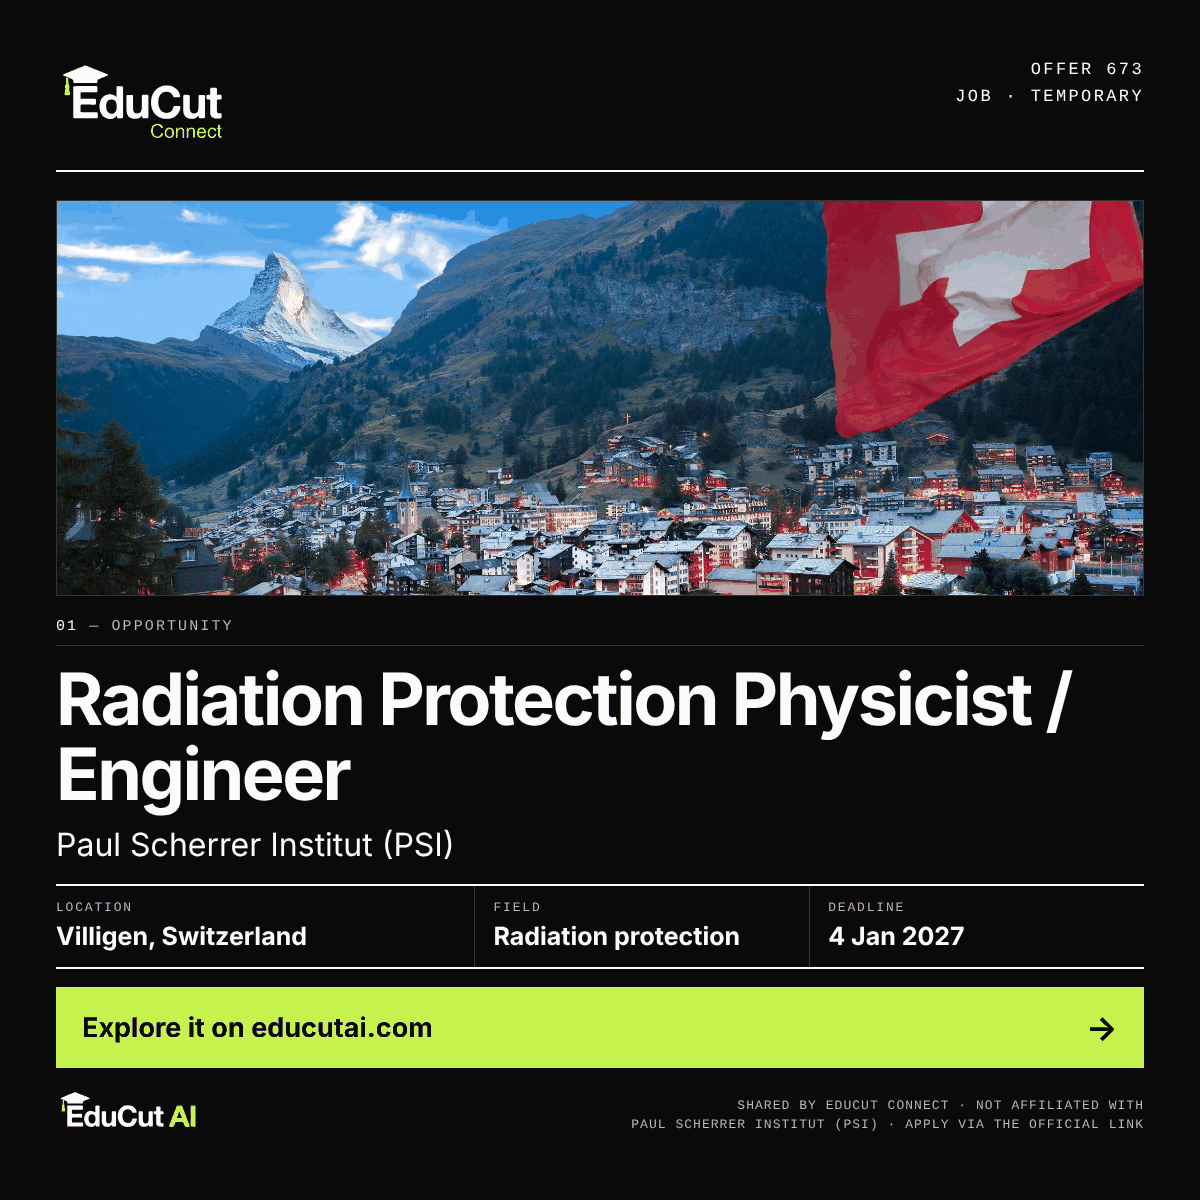 EduCut
Connect
OFFER 673
JOB · TEMPORARY
01 — OPPORTUNITY
Radiation Protection Physicist /
Engineer
Paul Scherrer Institut (PSI)
LOCATION
Villigen, Switzerland
FIELD
Radiation protection
DEADLINE
4 Jan 2027
Explore it on educutai.com →
EduCut AI
SHARED BY EDUCUT CONNECT · NOT AFFILIATED WITH
PAUL SCHERRER INSTITUT (PSI) · APPLY VIA THE OFFICIAL LINK